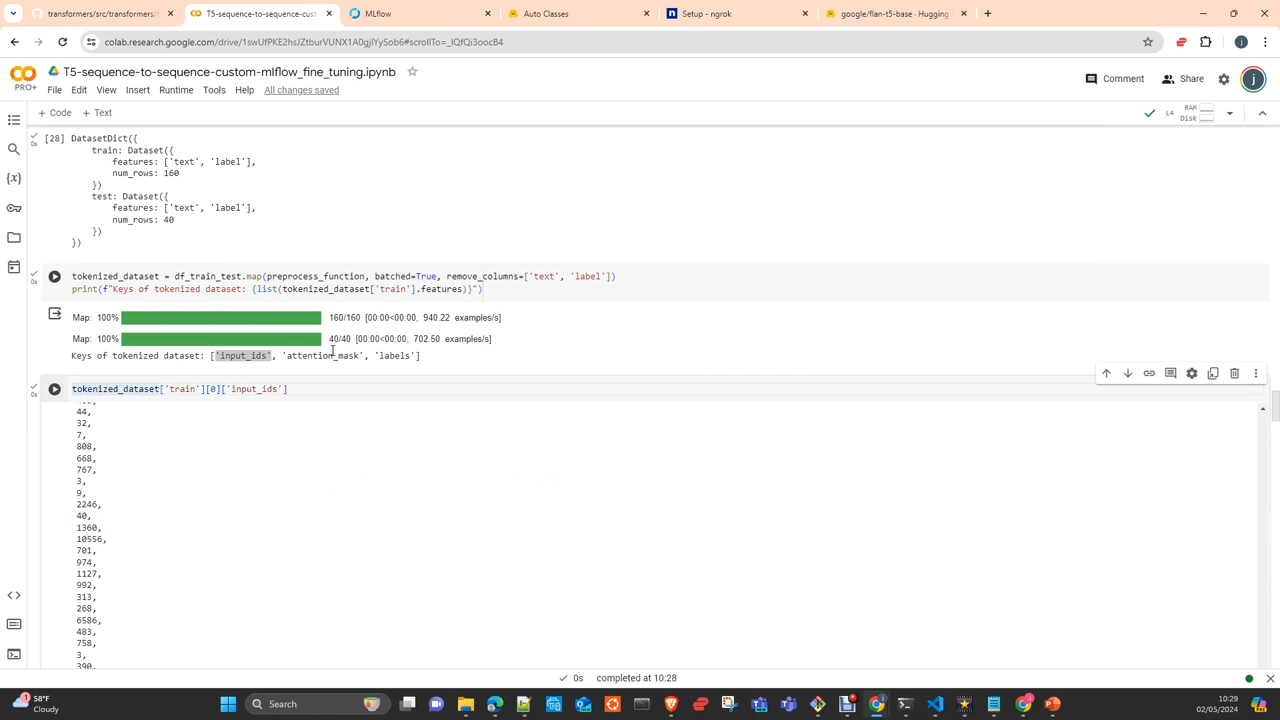 transformers/src/transformers/t
T5-sequence-to-sequence-cust
MLflow
Auto Classes
Setup - ngrok
google/flan-t5-base · Hugging
colab.research.google.com/drive/1swUfPKE2hsJZtburVUNX1A0gjIYySob6#scrollTo=_IQfQi3oocB4
j
CO
PRO+
T5-sequence-to-sequence-custom-mlflow_fine_tuning.ipynb
File Edit View Insert Runtime Tools Help All changes saved
Comment
Share
j
+ Code + Text
L4
RAM
Disk
0s
[28] DatasetDict({
train: Dataset({
features: ['text', 'label'],
num_rows: 160
})
test: Dataset({
features: ['text', 'label'],
num_rows: 40
})
})
0s
tokenized_dataset = df_train_test.map(preprocess_function, batched=True, remove_columns=['text', 'label'])
print(f"Keys of tokenized dataset: {list(tokenized_dataset['train'].features)}")
Map: 100% 160/160 [00:00<00:00, 940.22 examples/s]
Map: 100% 40/40 [00:00<00:00, 702.50 examples/s]
Keys of tokenized dataset: ['input_ids', 'attention_mask', 'labels']
0s
tokenized_dataset['train'][0]['input_ids']
44,
32,
7,
808,
668,
767,
3,
9,
2246,
40,
1360,
10556,
701,
974,
1127,
992,
313,
268,
6586,
483,
758,
3,
390,
0s completed at 10:28
58°F
Cloudy
Search
10:29
02/05/2024